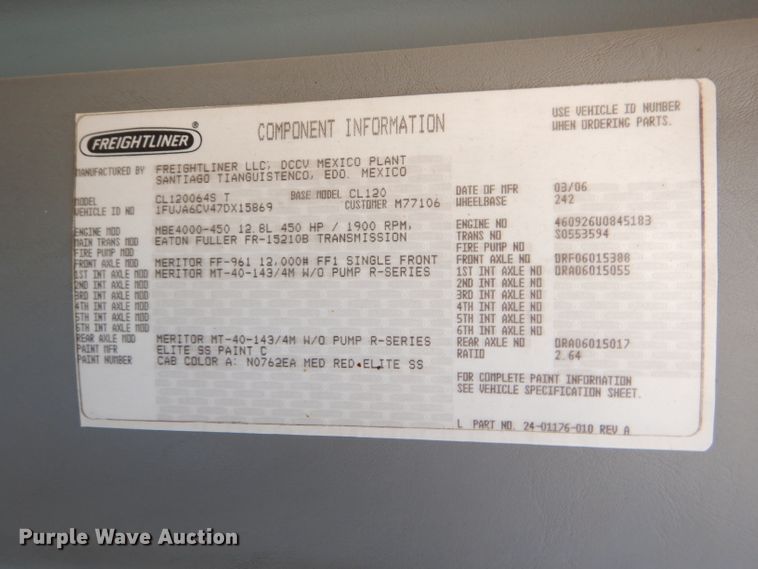 FREIGHTLINER®
COMPONENT INFORMATION
USE VEHICLE ID NUMBER
WHEN ORDERING PARTS.
MANUFACTURED BY FREIGHTLINER LLC, DCCV MEXICO PLANT
SANTIAGO TIANGUISTENCO, EDO. MEXICO
MODEL CL120064S T BASE MODEL CL120
VEHICLE ID NO 1FUJA6CV47DX15869 CUSTOMER M77106
ENGINE MOD MBE4000-450 12.8L 450 HP / 1900 RPM,
MAIN TRANS MOD EATON FULLER FR-15210B TRANSMISSION
FIRE PUMP MOD
FRONT AXLE MOD MERITOR FF-961 12,000# FF1 SINGLE FRONT
1ST INT AXLE MOD MERITOR MT-40-143/4M W/O PUMP R-SERIES
2ND INT AXLE MOD
3RD INT AXLE MOD
4TH INT AXLE MOD
5TH INT AXLE MOD
6TH INT AXLE MOD
REAR AXLE MOD MERITOR MT-40-143/4M W/O PUMP R-SERIES
PAINT MFR ELITE SS PAINT C
PAINT NUMBER CAB COLOR A: N0762EA MED RED ELITE SS
DATE OF MFR 03/06
WHEELBASE 242
ENGINE NO 460926U0845183
TRANS NO S0553594
FIRE PUMP NO
FRONT AXLE NO DRF06015388
1ST INT AXLE NO DRA06015055
2ND INT AXLE NO
3RD INT AXLE NO
4TH INT AXLE NO
5TH INT AXLE NO
6TH INT AXLE NO
REAR AXLE NO DRA06015017
RATIO 2.64
FOR COMPLETE PAINT INFORMATION
SEE VEHICLE SPECIFICATION SHEET.
L PART NO. 24-01176-010 REV A
Purple Wave Auction